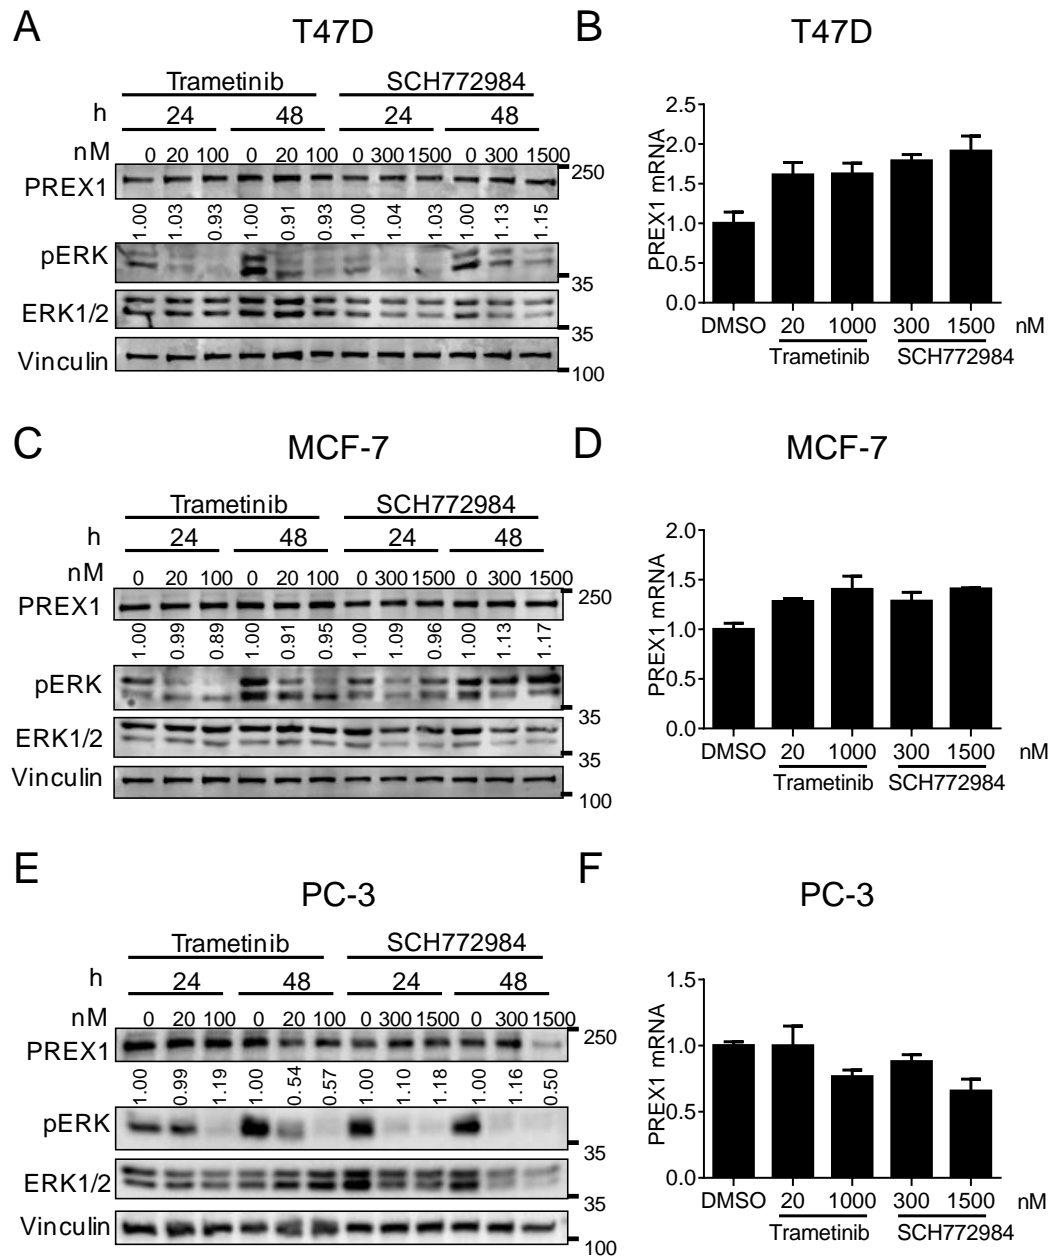 A
T47D
Trametinib SCH772984
h 24 48 24 48
nM 0 20 100 0 20 100 0 300 1500 0 300 1500
PREX1 250
1.00 1.03 0.93 1.00 0.91 0.93 1.00 1.04 1.03 1.00 1.13 1.15
pERK 35
ERK1/2 35
Vinculin 100
B
T47D
PREX1 mRNA
2.5
2.0
1.5
1.0
0.5
0.0
DMSO 20 1000 300 1500 nM
Trametinib SCH772984
C
MCF-7
Trametinib SCH772984
h 24 48 24 48
nM 0 20 100 0 20 100 0 300 1500 0 300 1500
PREX1 250
1.00 0.99 0.89 1.00 0.91 0.95 1.00 1.09 0.96 1.00 1.13 1.17
pERK 35
ERK1/2 35
Vinculin 100
D
MCF-7
PREX1 mRNA
2.0
1.5
1.0
0.5
0.0
DMSO 20 1000 300 1500 nM
Trametinib SCH772984
E
PC-3
Trametinib SCH772984
h 24 48 24 48
nM 0 20 100 0 20 100 0 300 1500 0 300 1500
PREX1 250
1.00 0.99 1.19 1.00 0.54 0.57 1.00 1.10 1.18 1.00 1.16 0.50
pERK 35
ERK1/2 35
Vinculin 100
F
PC-3
PREX1 mRNA
1.5
1.0
0.5
0.0
DMSO 20 1000 300 1500 nM
Trametinib SCH772984